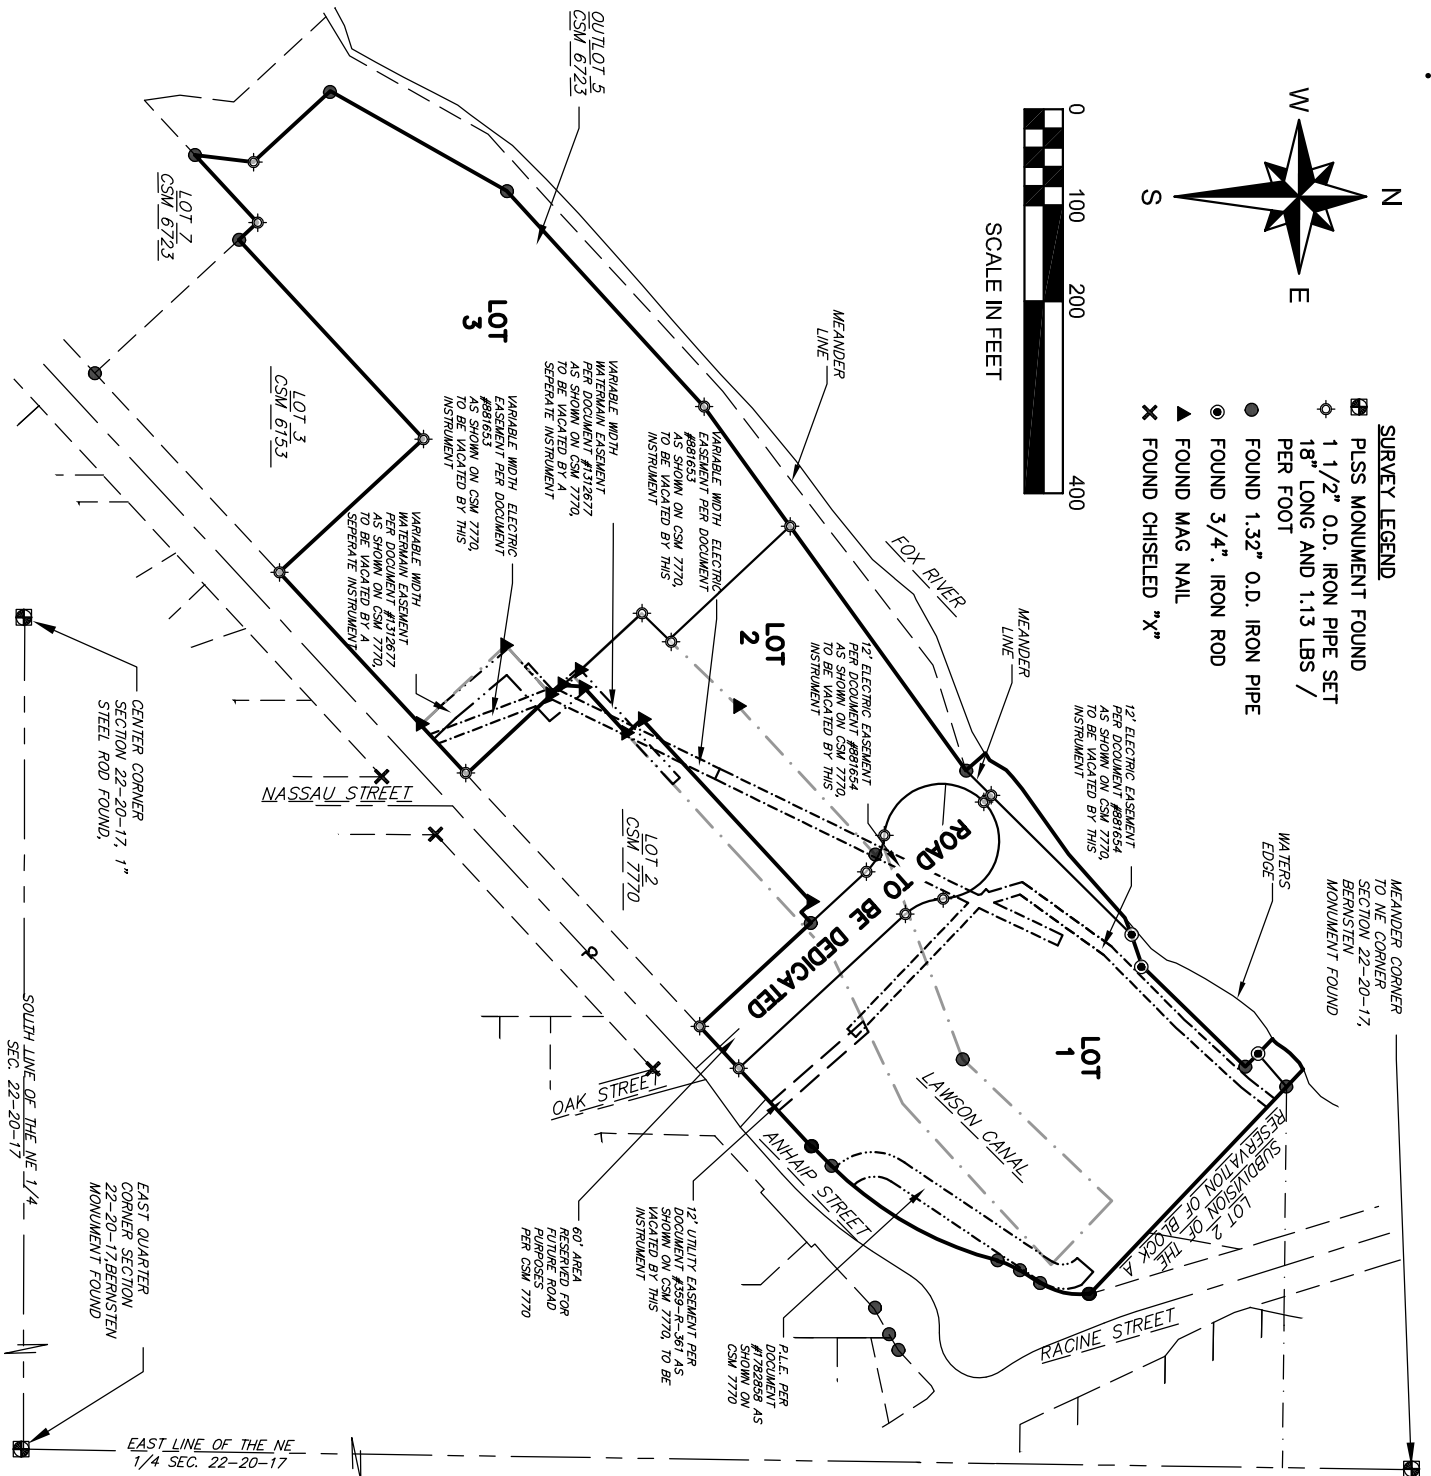 N
W
E
S
0
100
200
400
SCALE IN FEET
SURVEY LEGEND
PLSS MONUMENT FOUND
1 1/2" O.D. IRON PIPE SET
18" LONG AND 1.13 LBS /
PER FOOT
FOUND 1.32" O.D. IRON PIPE
FOUND 3/4". IRON ROD
FOUND MAG NAIL
FOUND CHISELED "X"
OUTLOT 5
CSM 6723
LOT 7
CSM 6723
LOT
3
LOT 3
CSM 6153
MEANDER
LINE
FOX RIVER
MEANDER
LINE
VARIABLE WIDTH
WATERMAIN EASEMENT
PER DOCUMENT #1312677
AS SHOWN ON CSM 7770,
TO BE VACATED BY A
SEPERATE INSTRUMENT
VARIABLE WIDTH ELECTRIC
EASEMENT PER DOCUMENT
#881653
AS SHOWN ON CSM 7770,
TO BE VACATED BY THIS
INSTRUMENT
VARIABLE WIDTH ELECTRIC
EASEMENT PER DOCUMENT
#881653
AS SHOWN ON CSM 7770,
TO BE VACATED BY THIS
INSTRUMENT
VARIABLE WIDTH
WATERMAIN EASEMENT
PER DOCUMENT #1312677
AS SHOWN ON CSM 7770,
TO BE VACATED BY A
SEPERATE INSTRUMENT
LOT
2
12' ELECTRIC EASEMENT
PER DCOUMENT #881654
AS SHOWN ON CSM 7770,
TO BE VACATED BY THIS
INSTRUMENT
12' ELECTRIC EASEMENT
PER DCOUMENT #881654
AS SHOWN ON CSM 7770,
TO BE VACATED BY THIS
INSTRUMENT
WATERS
EDGE
MEANDER CORNER
TO NE CORNER
SECTION 22-20-17,
BERNSTEN
MONUMENT FOUND
ROAD TO BE DEDICATED
LOT 2
CSM 7770
NASSAU STREET
CENTER CORNER
SECTION 22-20-17, 1"
STEEL ROD FOUND,
LOT
1
LAWSON CANAL
OAK STREET
ANHAIP STREET
LOT 2
SUBDIVISION OF THE
RESERVATION OF BLOCK A
RACINE STREET
60' AREA
RESERVED FOR
FUTURE ROAD
PURPOSES
PER CSM 7770
12' UTILITY EASEMENT PER
DOCUMENT #359-R-361 AS
SHOWN ON CSM 7770, TO BE
VACATED BY THIS
INSTRUMENT
P.L.E. PER
DOCUMENT
#1782858 AS
SHOWN ON
CSM 7770
SOUTH LINE OF THE NE 1/4
SEC. 22-20-17
EAST QUARTER
CORNER SECTION
22-20-17,BERNSTEN
MONUMENT FOUND
EAST LINE OF THE NE
1/4 SEC. 22-20-17